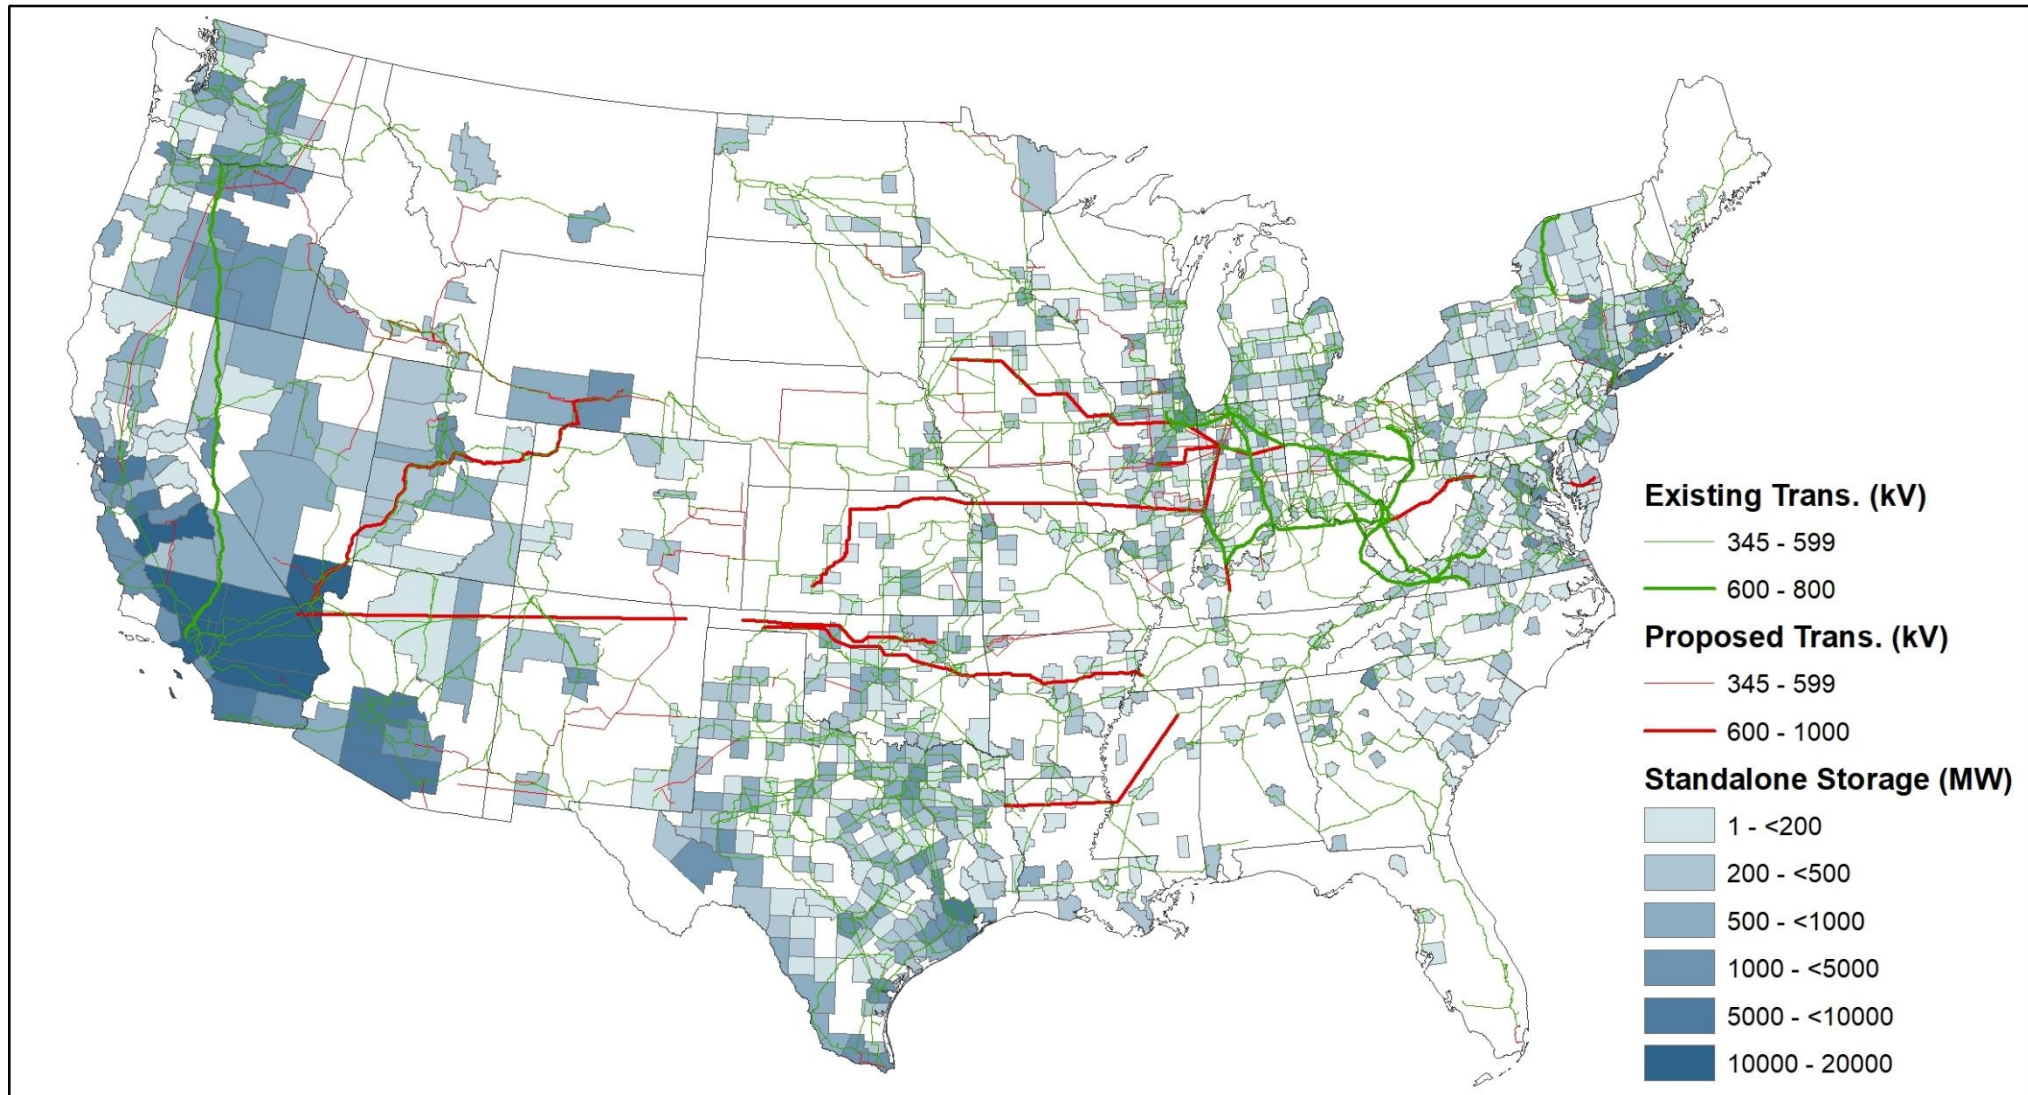 Existing Trans. (kV)
345 - 599
600 - 800
Proposed Trans. (kV)
345 - 599
600 - 1000
Standalone Storage (MW)
1 - <200
200 - <500
500 - <1000
1000 - <5000
5000 - <10000
10000 - 20000